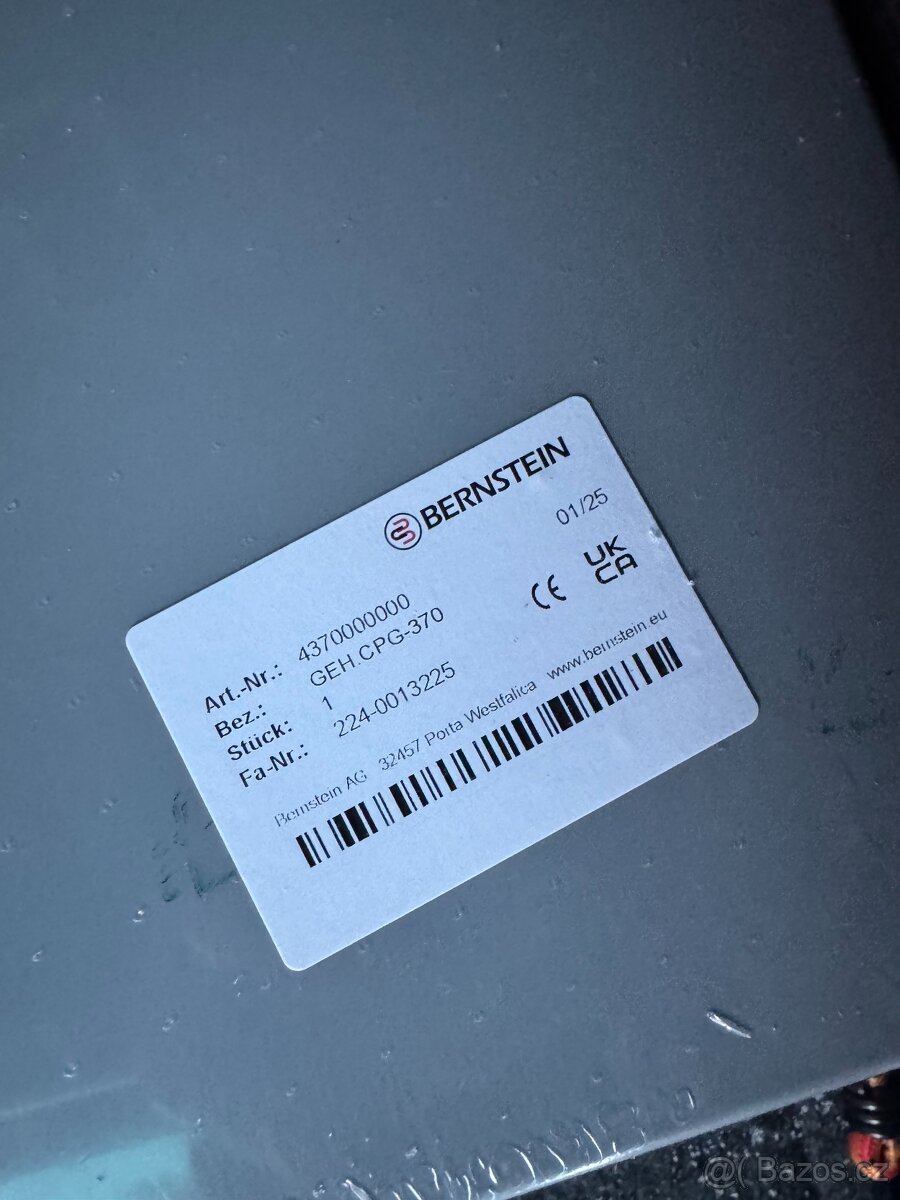 BERNSTEIN
01/25
Art.-Nr.: 4370000000
Bez.: GEH.CPG-370
Stück: 1
Fa-Nr.: 224-0013225
CE UK CA
Bernstein AG 32457 Porta Westfalica www.bernstein.eu
@( Bazos.cz